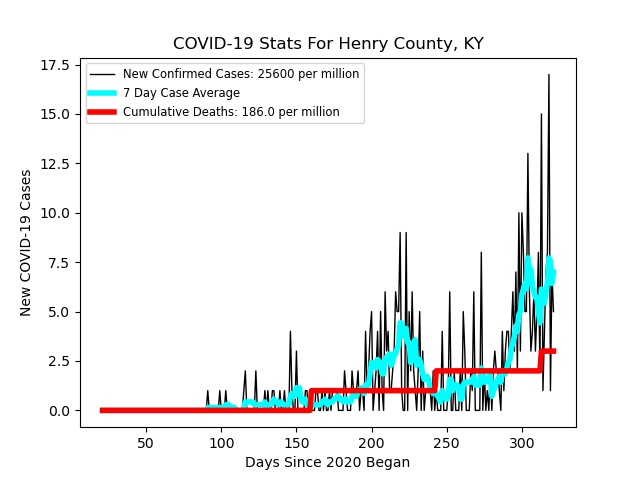 COVID-19 Stats For Henry County, KY
New Confirmed Cases: 25600 per million
7 Day Case Average
Cumulative Deaths: 186.0 per million
New COVID-19 Cases
17.5
15.0
12.5
10.0
7.5
5.0
2.5
0.0
50 100 150 200 250 300
Days Since 2020 Began